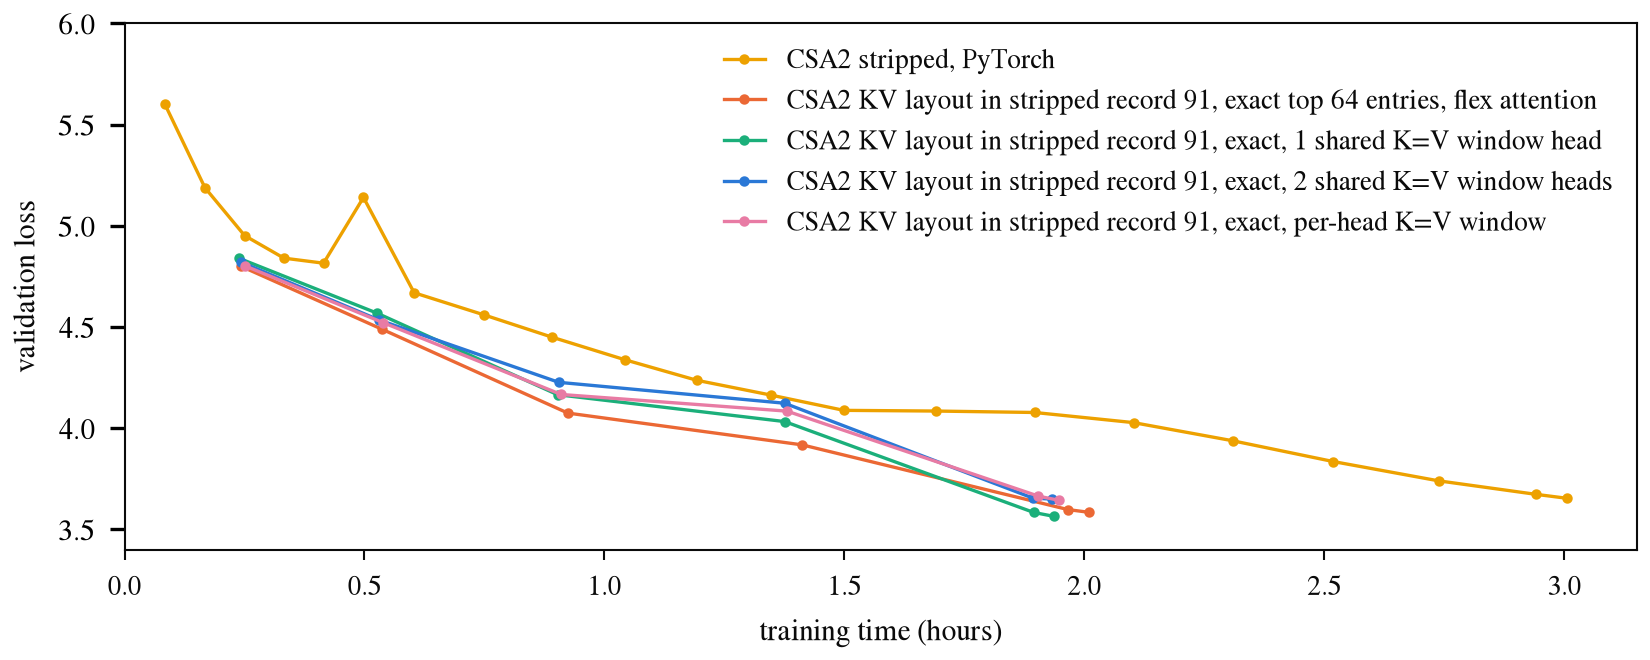 6.0
5.5
5.0
4.5
4.0
3.5
validation loss
CSA2 stripped, PyTorch
CSA2 KV layout in stripped record 91, exact top 64 entries, flex attention
CSA2 KV layout in stripped record 91, exact, 1 shared K=V window head
CSA2 KV layout in stripped record 91, exact, 2 shared K=V window heads
CSA2 KV layout in stripped record 91, exact, per-head K=V window
0.0 0.5 1.0 1.5 2.0 2.5 3.0
training time (hours)